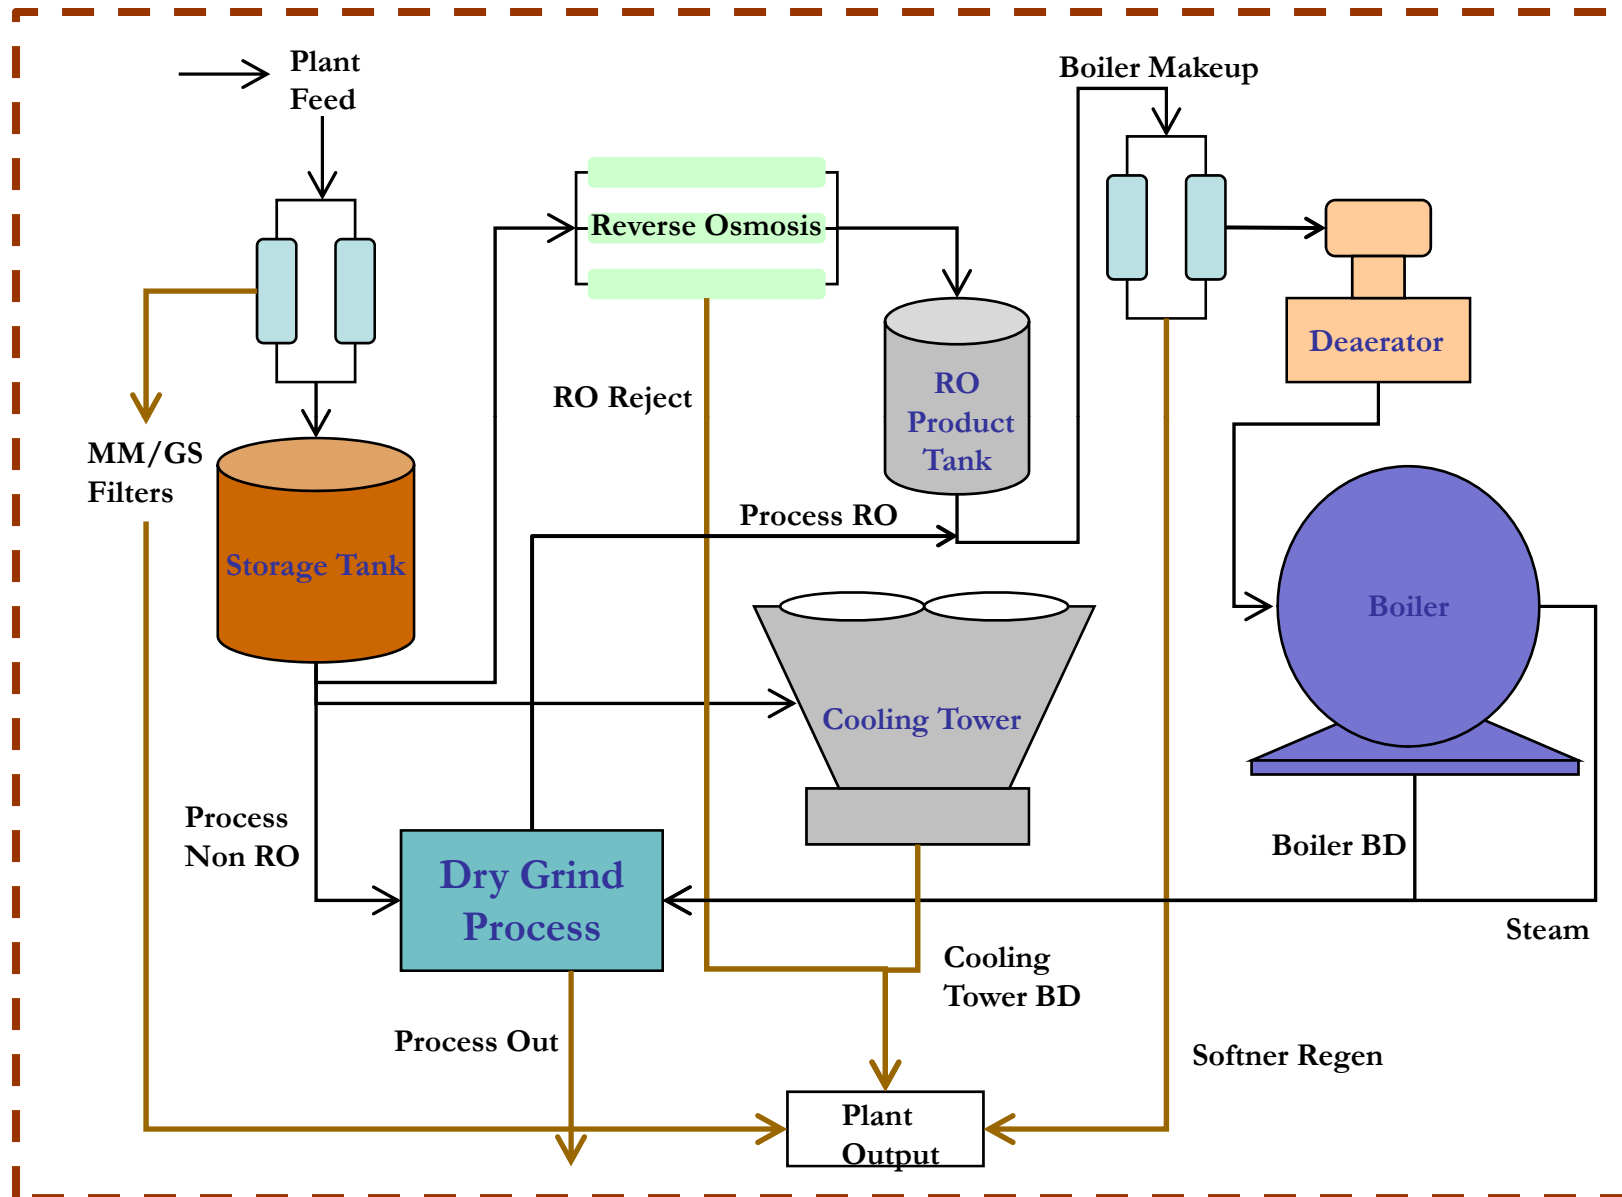 Plant
Feed
Boiler Makeup
Reverse Osmosis
Deaerator
RO Reject
RO
Product
Tank
MM/GS
Filters
Process RO
Storage Tank
Boiler
Cooling Tower
Process
Non RO
Boiler BD
Dry Grind
Process
Steam
Cooling
Tower BD
Process Out
Softner Regen
Plant
Output